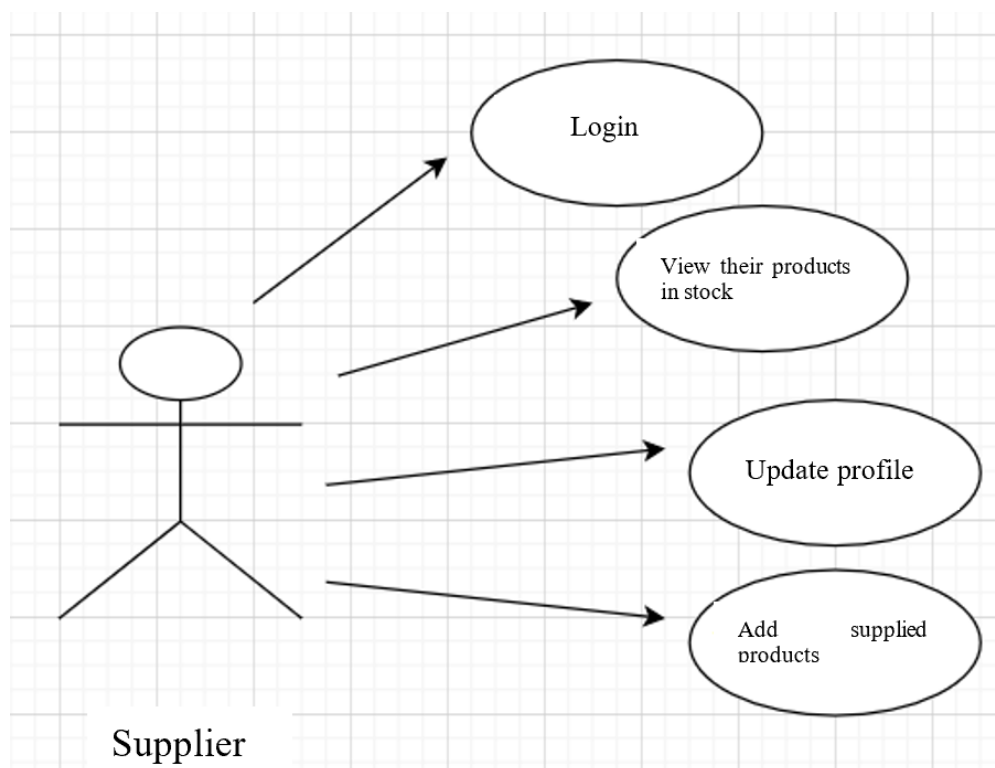 Login
View their products
in stock
Update profile
Add supplied
products
Supplier